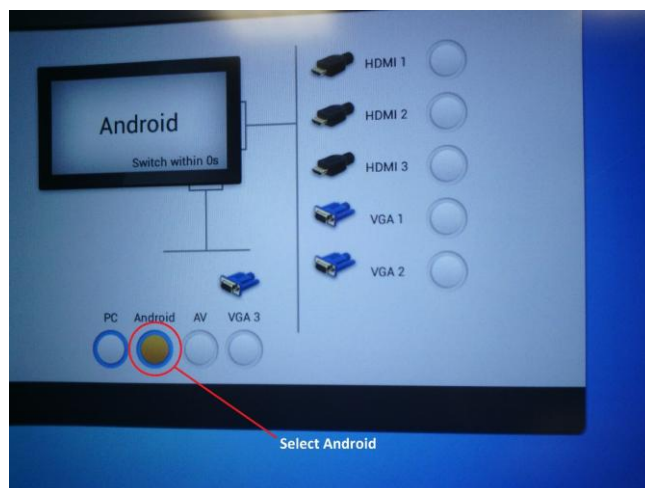 Android
Switch within 0s
HDMI 1
HDMI 2
HDMI 3
VGA 1
VGA 2
PC Android AV VGA 3
Select Android